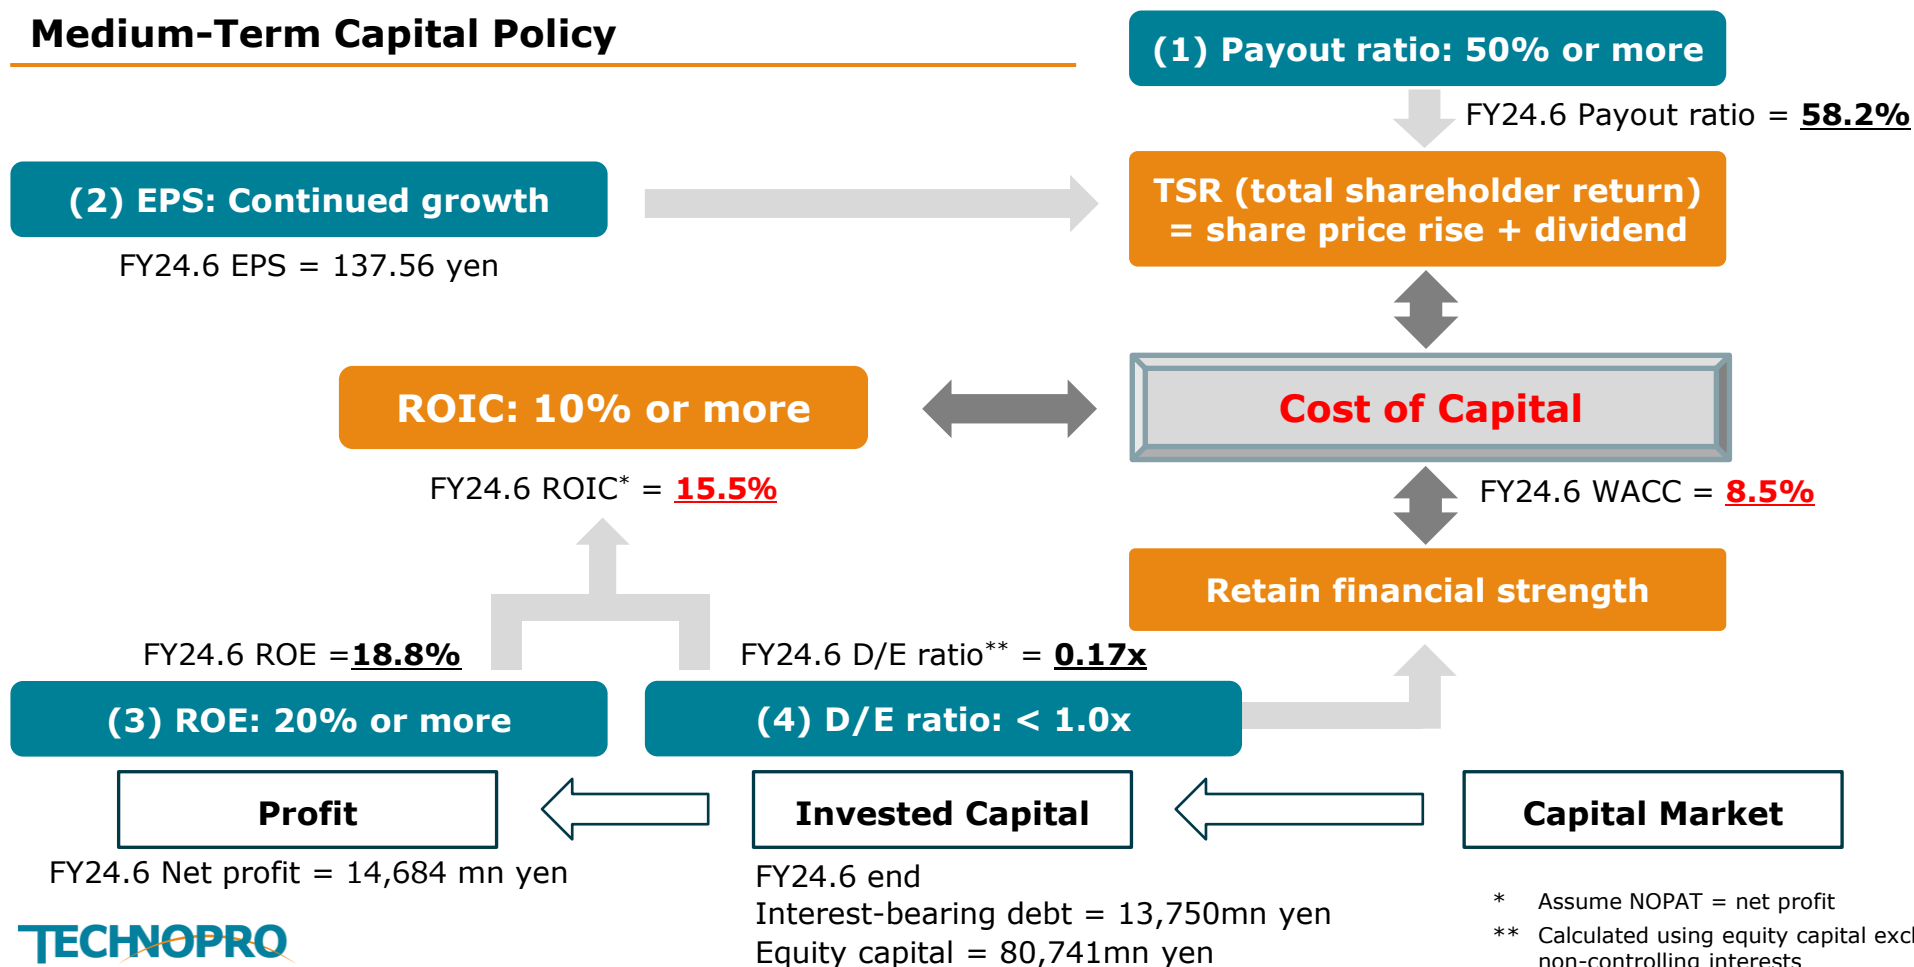 Medium-Term Capital Policy
(1) Payout ratio: 50% or more
FY24.6 Payout ratio = 58.2%
(2) EPS: Continued growth
FY24.6 EPS = 137.56 yen
TSR (total shareholder return)
= share price rise + dividend
ROIC: 10% or more
FY24.6 ROIC* = 15.5%
Cost of Capital
FY24.6 WACC = 8.5%
Retain financial strength
FY24.6 ROE =18.8%
FY24.6 D/E ratio** = 0.17x
(3) ROE: 20% or more
(4) D/E ratio: < 1.0x
Profit
Invested Capital
Capital Market
FY24.6 Net profit = 14,684 mn yen
FY24.6 end
Interest-bearing debt = 13,750mn yen
Equity capital = 80,741mn yen
* Assume NOPAT = net profit
** Calculated using equity capital excl
non-controlling interests
TECHNOPRO